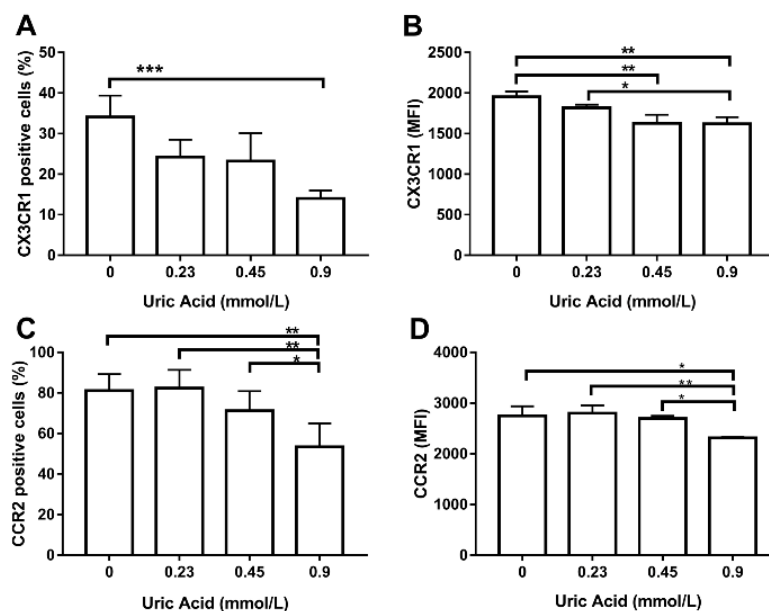 A
CX3CR1 positive cells (%)
50
40
30
20
10
0
***
0 0.23 0.45 0.9
Uric Acid (mmol/L)
B
CX3CR1 (MFI)
2500
2000
1500
1000
500
0
**
**
*
0 0.23 0.45 0.9
Uric Acid (mmol/L)
C
CCR2 positive cells (%)
100
80
60
40
20
0
**
**
*
0 0.23 0.45 0.9
Uric Acid (mmol/L)
D
CCR2 (MFI)
4000
3000
2000
1000
0
*
**
*
0 0.23 0.45 0.9
Uric Acid (mmol/L)